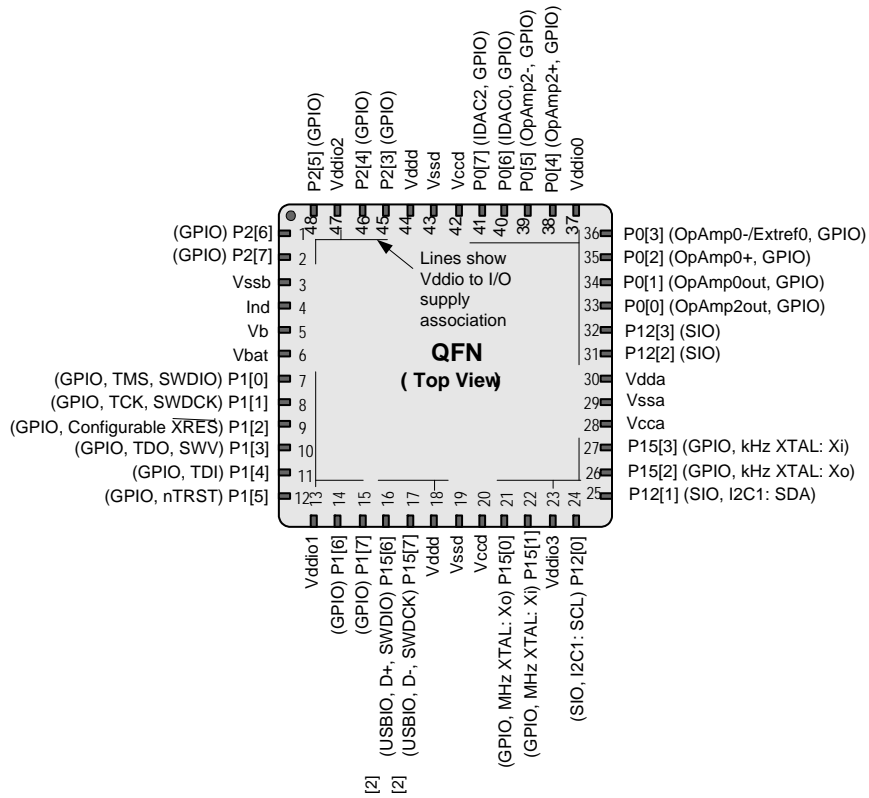 P2[5] (GPIO)
Vddio2
P2[4] (GPIO)
P2[3] (GPIO)
Vddd
Vssd
Vccd
P0[7] (IDAC2, GPIO)
P0[6] (IDAC0, GPIO)
P0[5] (OpAmp2-, GPIO)
P0[4] (OpAmp2+, GPIO)
Vddio0
48
47
46
45
44
43
42
41
40
39
38
37
(GPIO) P2[6] 1
(GPIO) P2[7] 2
Vssb 3
Ind 4
Vb 5
Vbat 6
(GPIO, TMS, SWDIO) P1[0] 7
(GPIO, TCK, SWDCK) P1[1] 8
(GPIO, Configurable XRES) P1[2] 9
(GPIO, TDO, SWV) P1[3] 10
(GPIO, TDI) P1[4] 11
(GPIO, nTRST) P1[5] 12
Lines show
Vddio to I/O
supply
association
QFN
( Top View)
36 P0[3] (OpAmp0-/Extref0, GPIO)
35 P0[2] (OpAmp0+, GPIO)
34 P0[1] (OpAmp0out, GPIO)
33 P0[0] (OpAmp2out, GPIO)
32 P12[3] (SIO)
31 P12[2] (SIO)
30 Vdda
29 Vssa
28 Vcca
27 P15[3] (GPIO, kHz XTAL: Xi)
26 P15[2] (GPIO, kHz XTAL: Xo)
25 P12[1] (SIO, I2C1: SDA)
13
14
15
16
17
18
19
20
21
22
23
24
Vddio1
(GPIO) P1[6]
(GPIO) P1[7]
[2] (USBIO, D+, SWDIO) P15[6]
[2] (USBIO, D-, SWDCK) P15[7]
Vddd
Vssd
Vccd
(GPIO, MHz XTAL: Xo) P15[0]
(GPIO, MHz XTAL: Xi) P15[1]
Vddio3
(SIO, I2C1: SCL) P12[0]